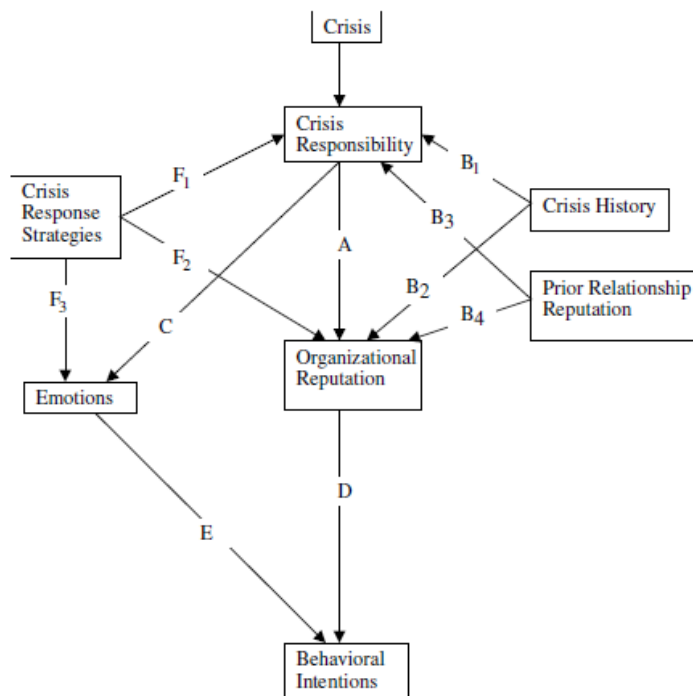 Crisis
Crisis
Responsibility
F1
B1
Crisis
Response
Strategies
Crisis History
B3
A
F2
B2
Prior Relationship
Reputation
F3
C
B4
Organizational
Reputation
Emotions
D
E
Behavioral
Intentions